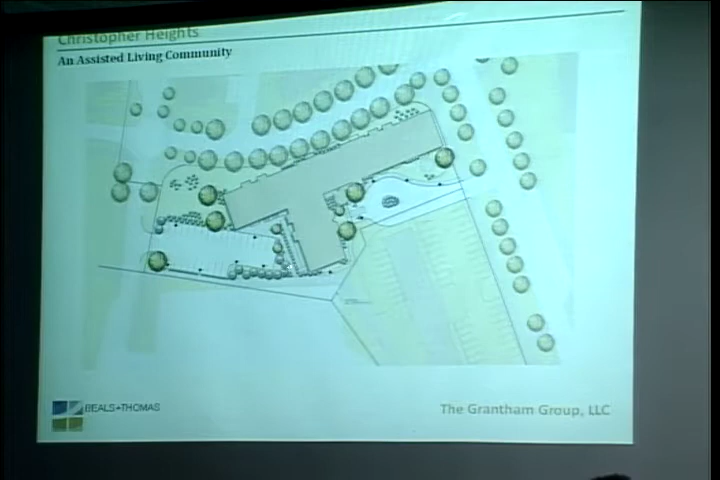 Christopher Heights
An Assisted Living Community
BEALS+THOMAS
The Grantham Group, LLC